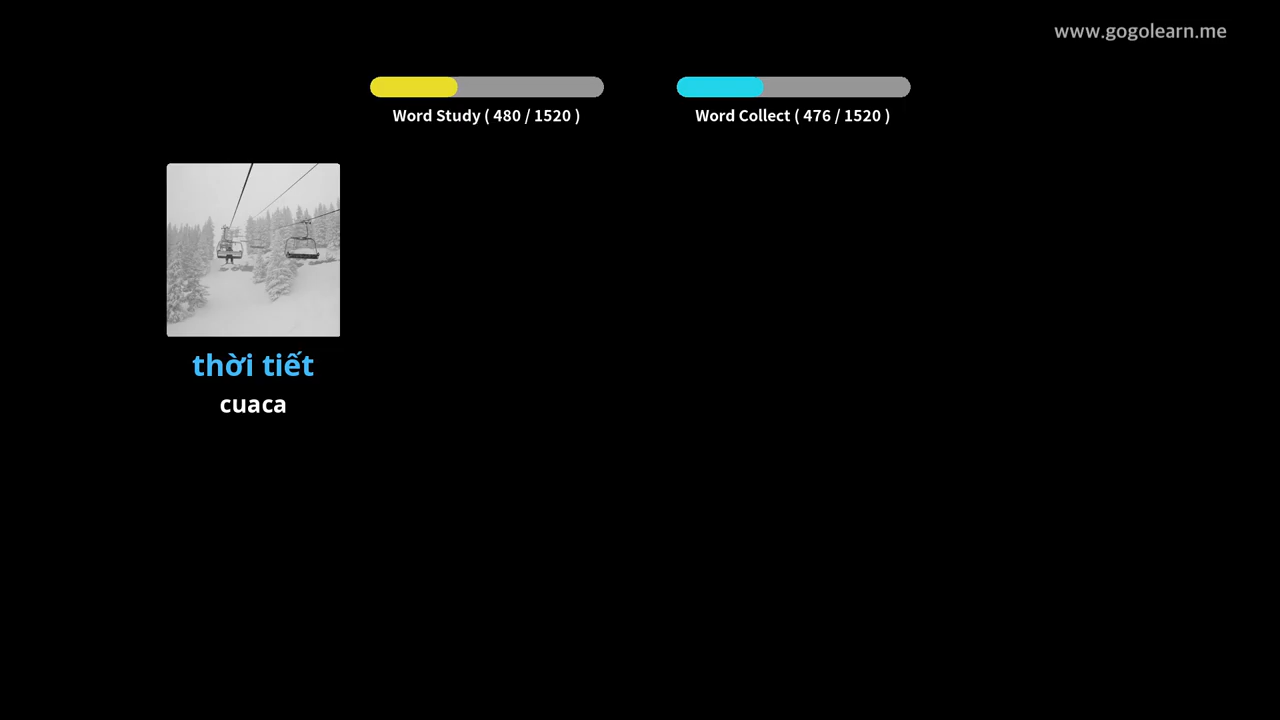 www.gogolearn.me
Word Study ( 480 / 1520 )
Word Collect ( 476 / 1520 )
thời tiết
cuaca